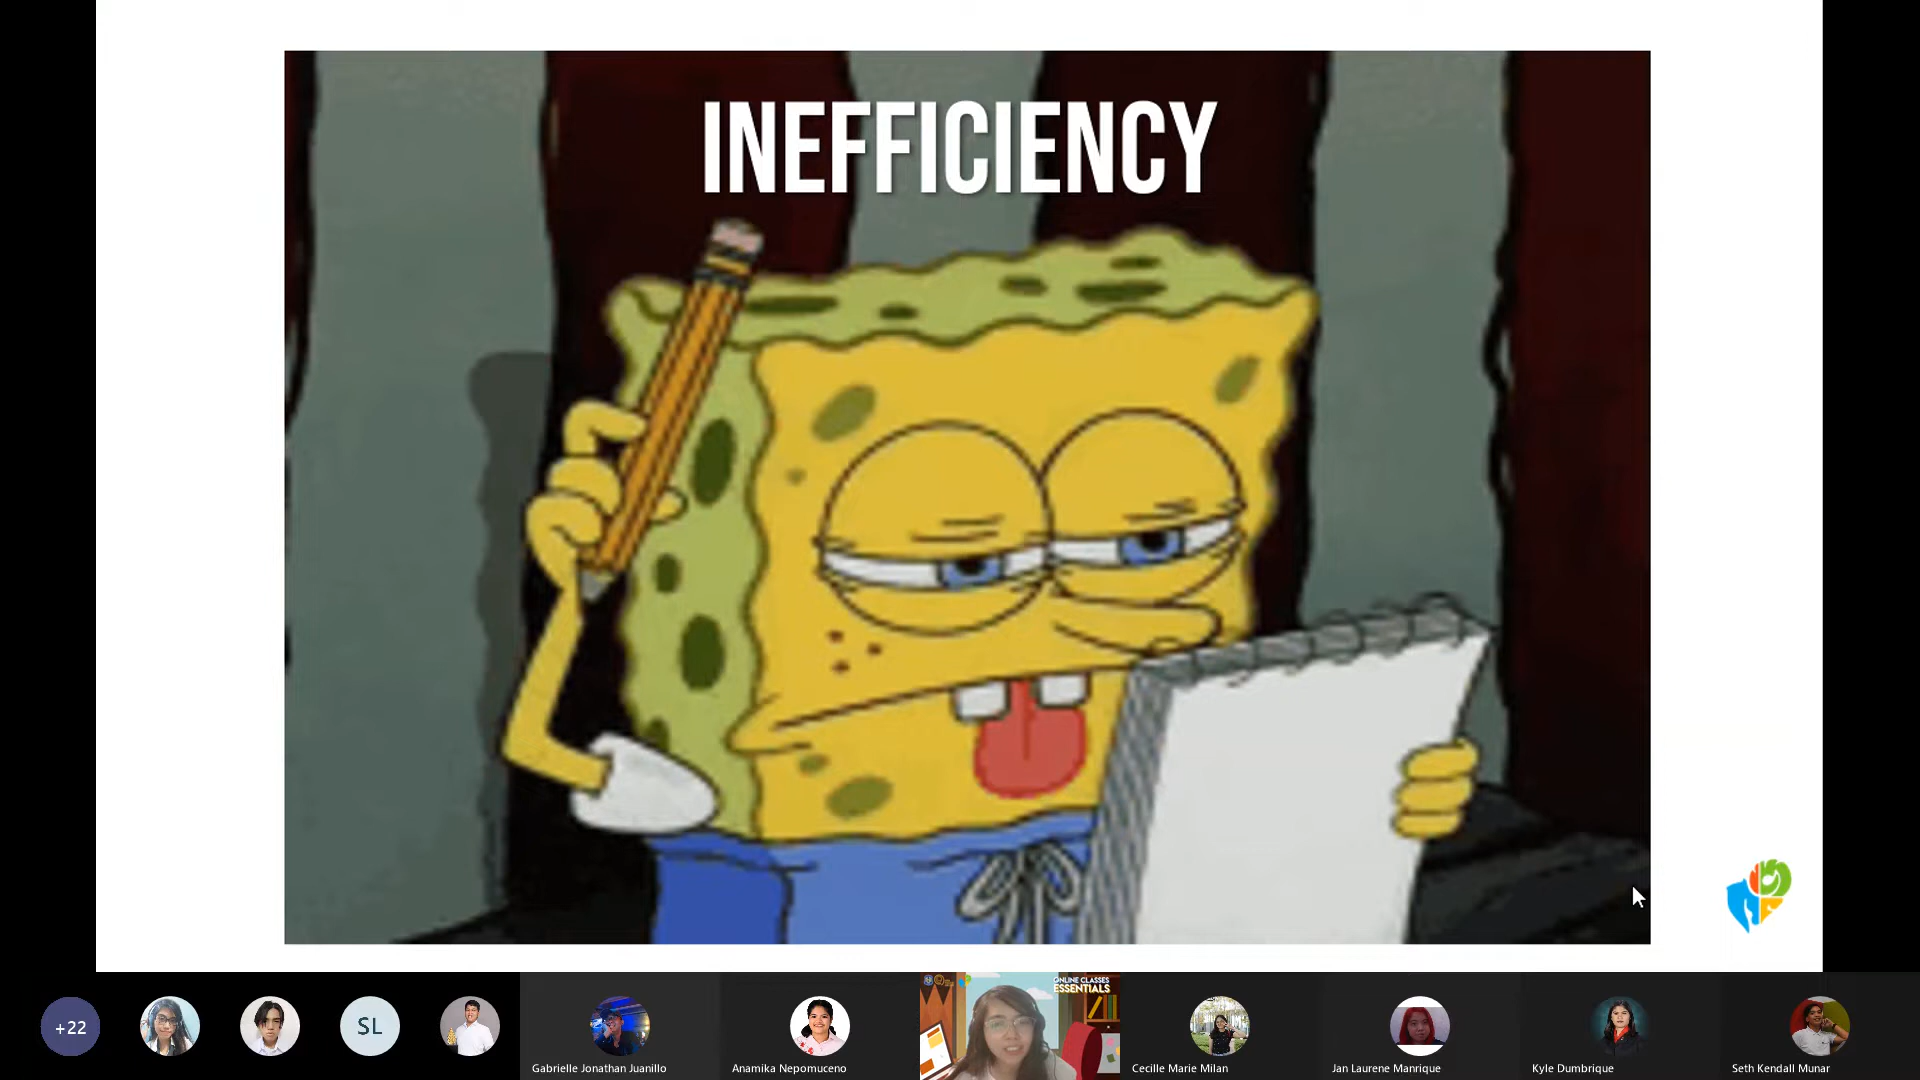 INEFFICIENCY
ONLINE CLASSES
ESSENTIALS
+22
SL
Gabrielle Jonathan Juanillo
Anamika Nepomuceno
Cecille Marie Milan
Jan Laurene Manrique
Kyle Dumbrique
Seth Kendall Munar